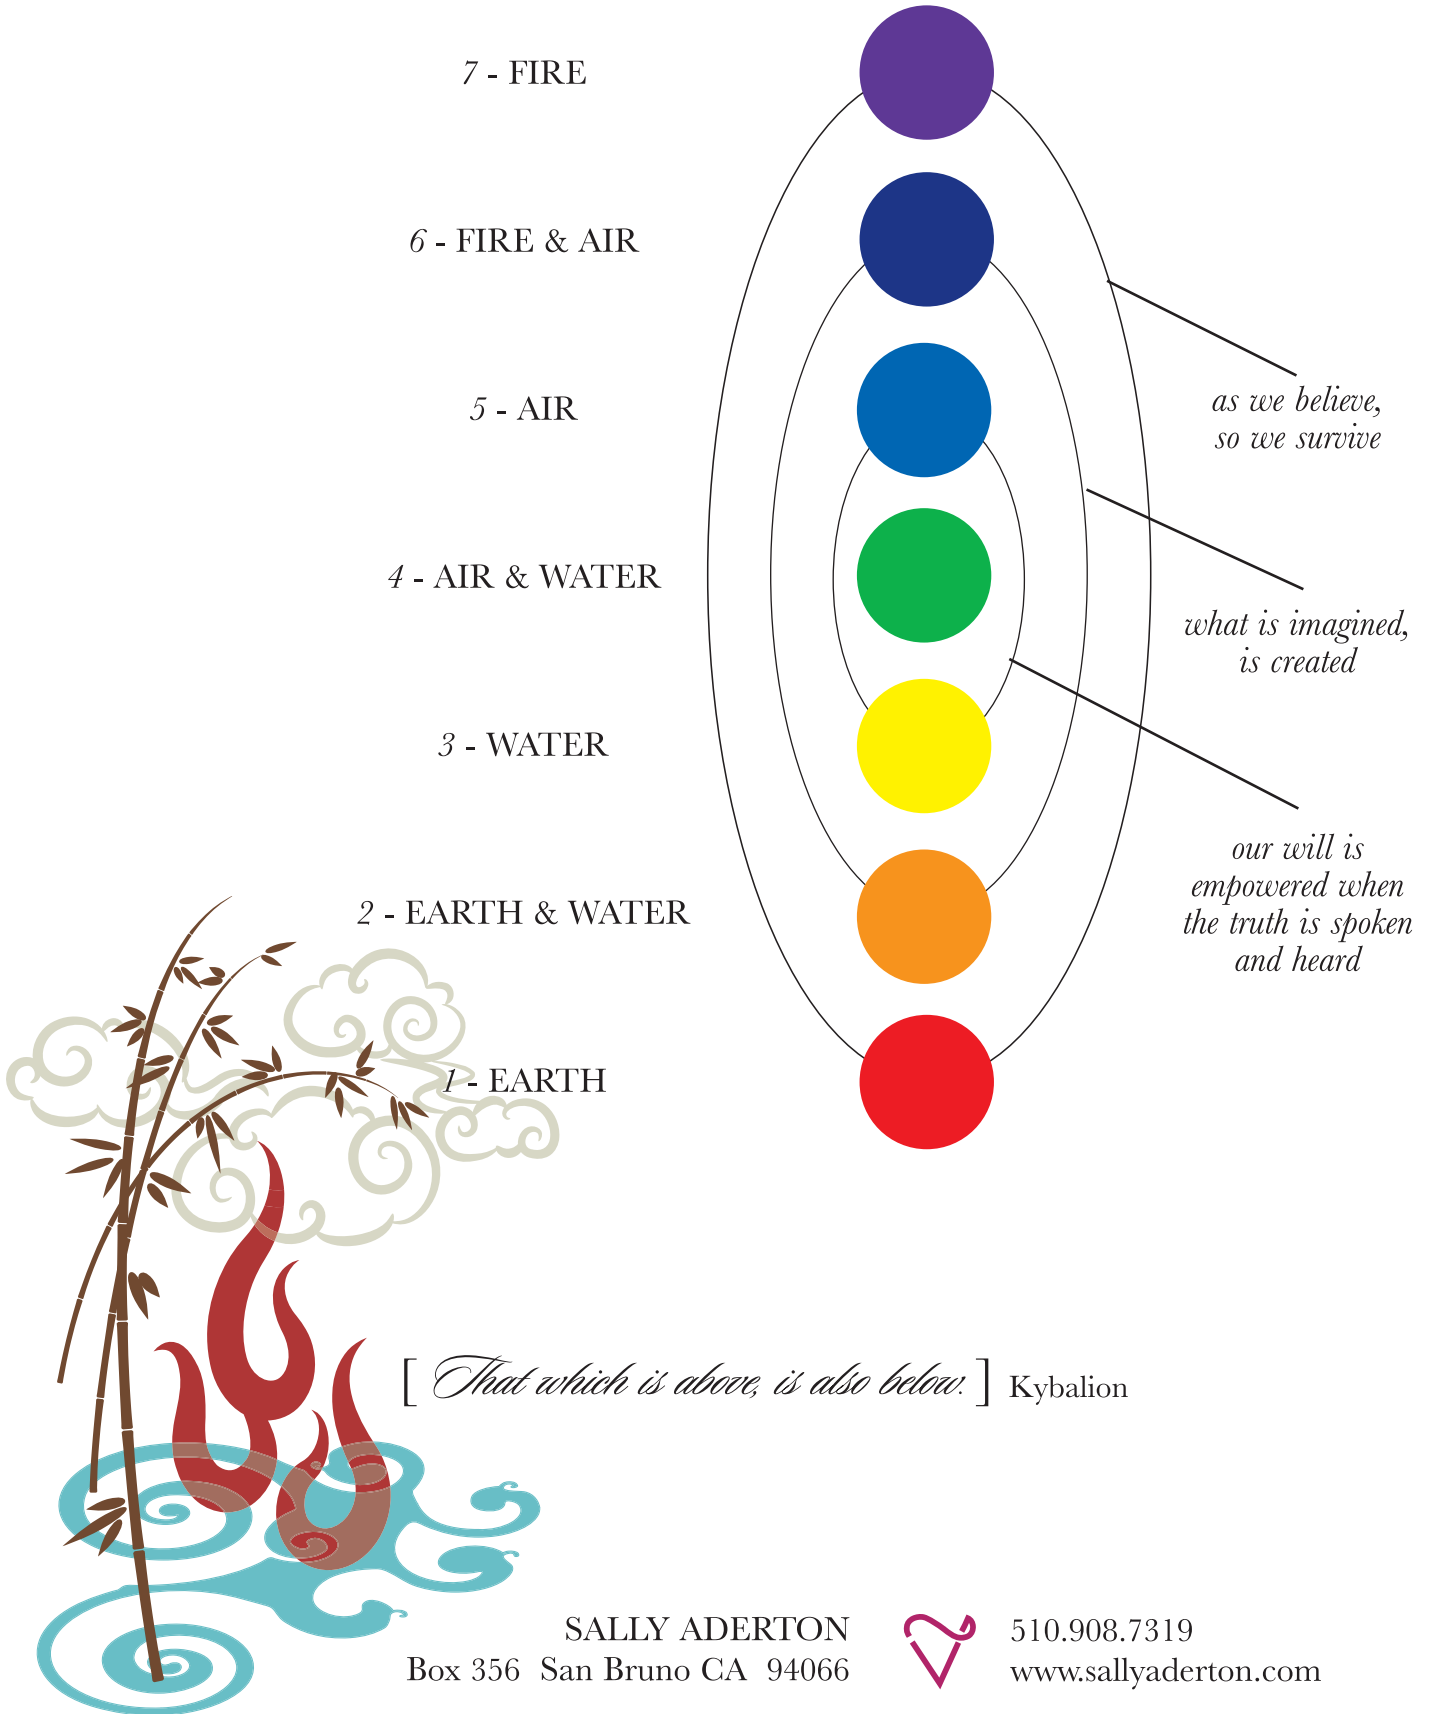 7 - FIRE
6 - FIRE & AIR
as we believe,
so we survive
5 - AIR
4 - AIR & WATER
what is imagined,
is created
3 - WATER
our will is
empowered when
the truth is spoken
and heard
2 - EARTH & WATER
1 - EARTH
[ That which is above, is also below. ] Kybalion
SALLY ADERTON
Box 356 San Bruno CA 94066
510.908.7319
www.sallyaderton.com